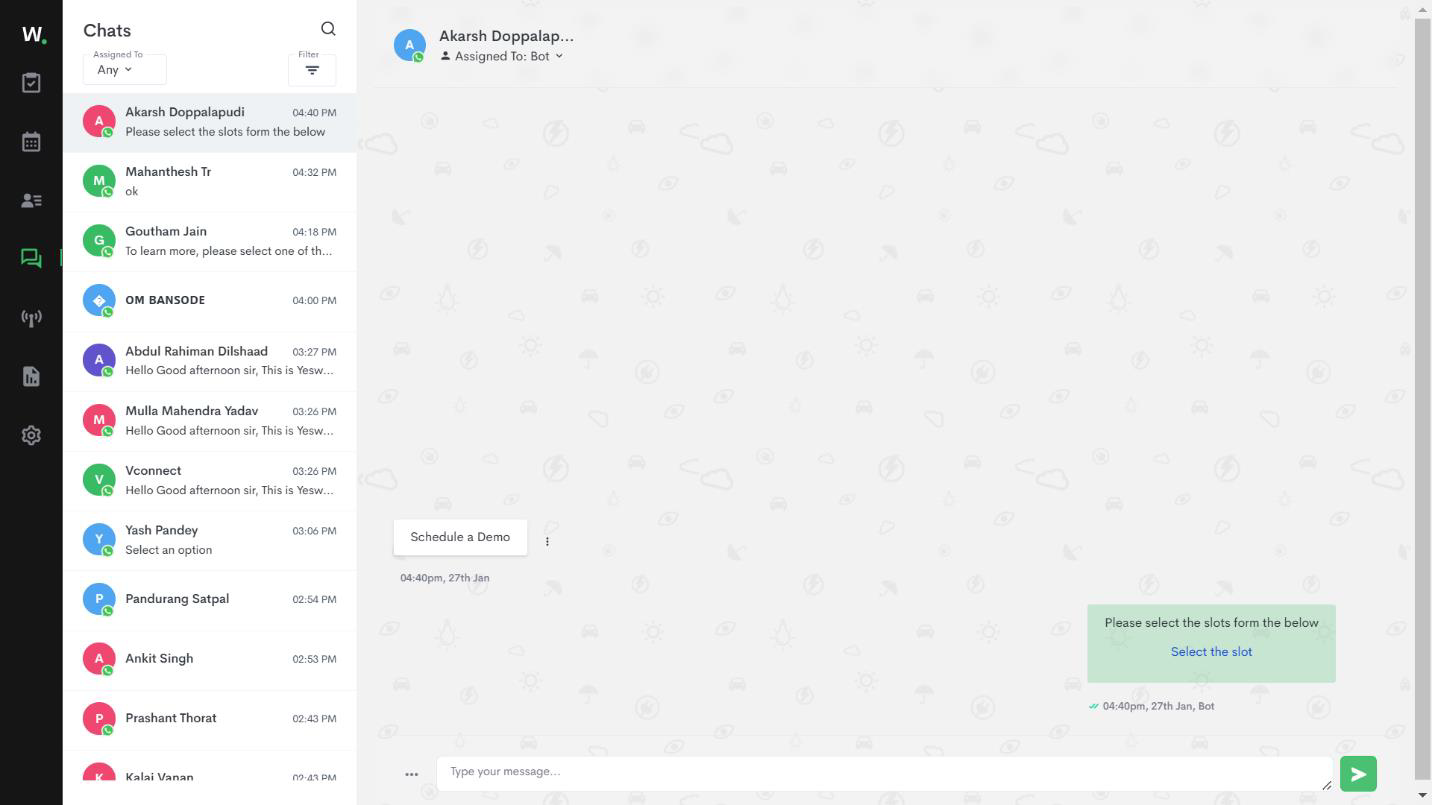 W.
Chats
Assigned To
Any
Filter
Akarsh Doppalapudi 04:40 PM
Please select the slots form the below
Mahanthesh Tr 04:32 PM
ok
Goutham Jain 04:18 PM
To learn more, please select one of th...
OM BANSODE 04:00 PM
Abdul Rahiman Dilshaad 03:27 PM
Hello Good afternoon sir, This is Yesw...
Mulla Mahendra Yadav 03:26 PM
Hello Good afternoon sir, This is Yesw...
Vconnect 03:26 PM
Hello Good afternoon sir, This is Yesw...
Yash Pandey 03:06 PM
Select an option
Pandurang Satpal 02:54 PM
Ankit Singh 02:53 PM
Prashant Thorat 02:43 PM
Kalai Vanan 02:43 PM
A
M
G
�
A
M
V
Y
P
A
P
K
A
Akarsh Doppalap...
Assigned To: Bot
Schedule a Demo
04:40pm, 27th Jan
Please select the slots form the below
Select the slot
04:40pm, 27th Jan, Bot
Type your message...